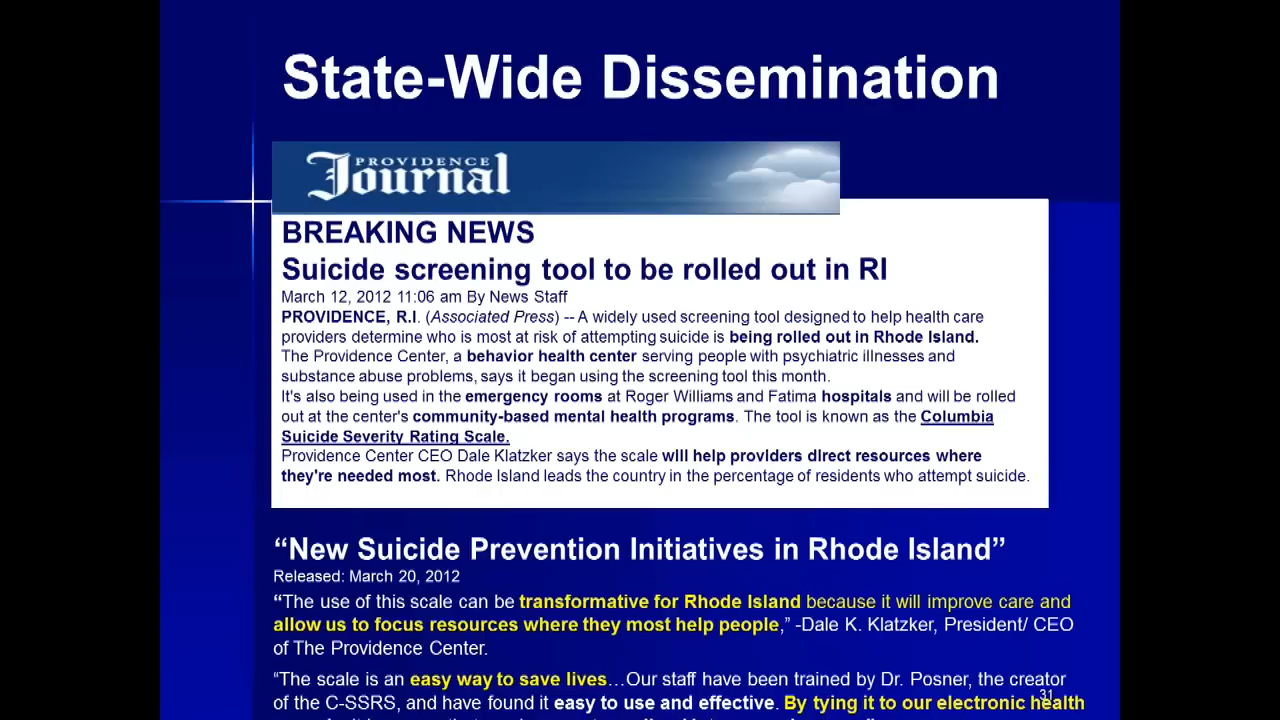 State-Wide Dissemination
PROVIDENCE
Journal
BREAKING NEWS
Suicide screening tool to be rolled out in RI
March 12, 2012 11:06 am By News Staff
PROVIDENCE, R.I. (Associated Press) -- A widely used screening tool designed to help health care
providers determine who is most at risk of attempting suicide is being rolled out in Rhode Island.
The Providence Center, a behavior health center serving people with psychiatric illnesses and
substance abuse problems, says it began using the screening tool this month.
It's also being used in the emergency rooms at Roger Williams and Fatima hospitals and will be rolled
out at the center's community-based mental health programs. The tool is known as the Columbia
Suicide Severity Rating Scale.
Providence Center CEO Dale Klatzker says the scale will help providers direct resources where
they're needed most. Rhode Island leads the country in the percentage of residents who attempt suicide.
“New Suicide Prevention Initiatives in Rhode Island”
Released: March 20, 2012
“The use of this scale can be transformative for Rhode Island because it will improve care and
allow us to focus resources where they most help people,” -Dale K. Klatzker, President/ CEO
of The Providence Center.
“The scale is an easy way to save lives…Our staff have been trained by Dr. Posner, the creator
of the C-SSRS, and have found it easy to use and effective. By tying it to our electronic health
31